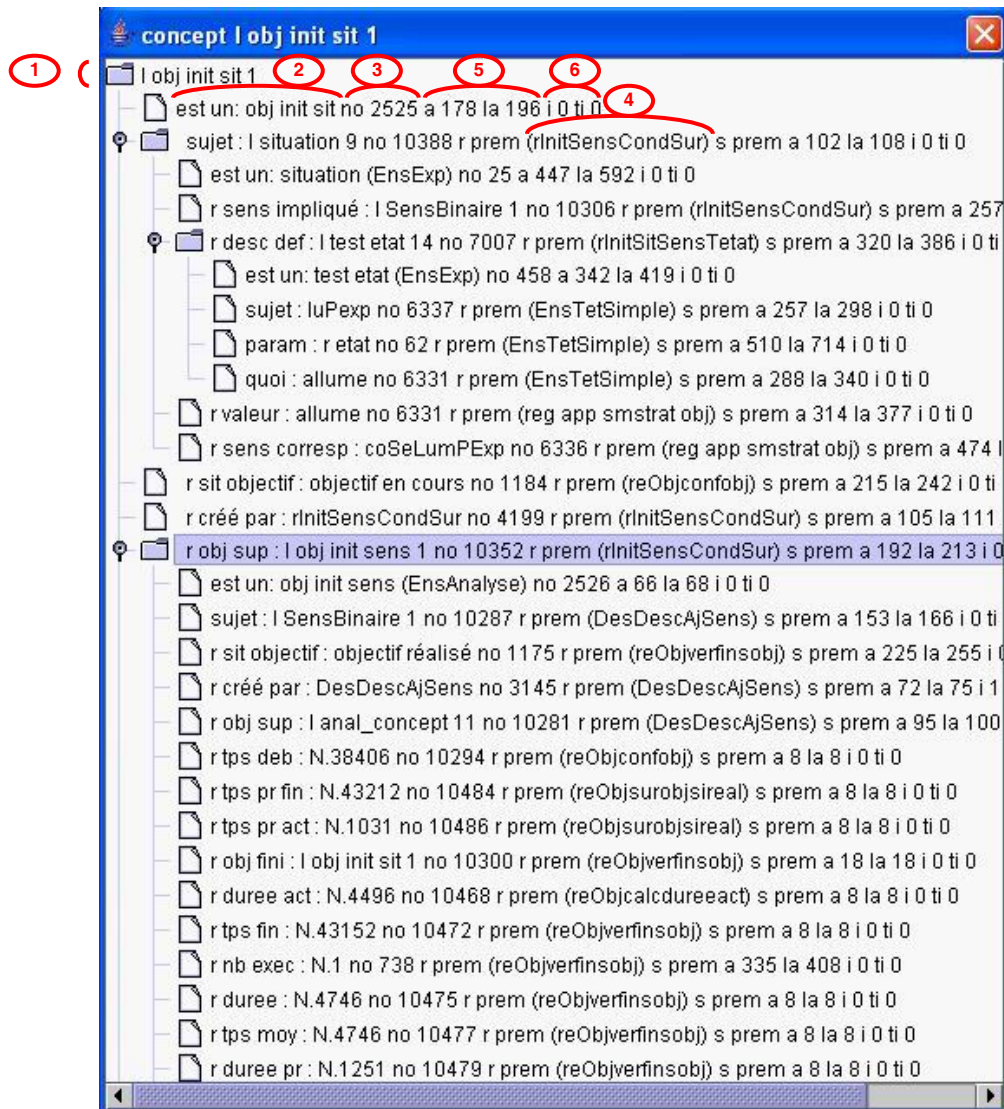 concept I obj init sit 1
1
I obj init sit 1
2
3
5
6
est un: obj init sit no 2525 a 178 la 196 i 0 ti 0
4
sujet : I situation 9 no 10388 r prem (rInitSensCondSur) s prem a 102 la 108 i 0 ti 0
est un: situation (EnsExp) no 25 a 447 la 592 i 0 ti 0
r sens impliqué : I SensBinaire 1 no 10306 r prem (rInitSensCondSur) s prem a 257
r desc def : I test etat 14 no 7007 r prem (rInitSitSensTetat) s prem a 320 la 386 i 0 ti
est un: test etat (EnsExp) no 458 a 342 la 419 i 0 ti 0
sujet : luPexp no 6337 r prem (EnsTetSimple) s prem a 257 la 298 i 0 ti 0
param : r etat no 62 r prem (EnsTetSimple) s prem a 510 la 714 i 0 ti 0
quoi : allume no 6331 r prem (EnsTetSimple) s prem a 288 la 340 i 0 ti 0
r valeur : allume no 6331 r prem (reg app smstrat obj) s prem a 314 la 377 i 0 ti 0
r sens corresp : coSeLumPExp no 6336 r prem (reg app smstrat obj) s prem a 474 l
r sit objectif : objectif en cours no 1184 r prem (reObjconfobj) s prem a 215 la 242 i 0 ti
r créé par : rInitSensCondSur no 4199 r prem (rInitSensCondSur) s prem a 105 la 111
r obj sup : I obj init sens 1 no 10352 r prem (rInitSensCondSur) s prem a 192 la 213 i 0
est un: obj init sens (EnsAnalyse) no 2526 a 66 la 68 i 0 ti 0
sujet : I SensBinaire 1 no 10287 r prem (DesDescAjSens) s prem a 153 la 166 i 0 ti
r sit objectif : objectif réalisé no 1175 r prem (reObjverfinsobj) s prem a 225 la 255 i 0
r créé par : DesDescAjSens no 3145 r prem (DesDescAjSens) s prem a 72 la 75 i 1
r obj sup : I anal_concept 11 no 10281 r prem (DesDescAjSens) s prem a 95 la 100
r tps deb : N.38406 no 10294 r prem (reObjconfobj) s prem a 8 la 8 i 0 ti 0
r tps pr fin : N.43212 no 10484 r prem (reObjsurobjsireal) s prem a 8 la 8 i 0 ti 0
r tps pr act : N.1031 no 10486 r prem (reObjsurobjsireal) s prem a 8 la 8 i 0 ti 0
r obj fini : I obj init sit 1 no 10300 r prem (reObjverfinsobj) s prem a 18 la 18 i 0 ti 0
r duree act : N.4496 no 10468 r prem (reObjcalcdureeact) s prem a 8 la 8 i 0 ti 0
r tps fin : N.43152 no 10472 r prem (reObjverfinsobj) s prem a 8 la 8 i 0 ti 0
r nb exec : N.1 no 738 r prem (reObjverfinsobj) s prem a 335 la 408 i 0 ti 0
r duree : N.4746 no 10475 r prem (reObjverfinsobj) s prem a 8 la 8 i 0 ti 0
r tps moy : N.4746 no 10477 r prem (reObjverfinsobj) s prem a 8 la 8 i 0 ti 0
r duree pr : N.1251 no 10479 r prem (reObjverfinsobj) s prem a 8 la 8 i 0 ti 0